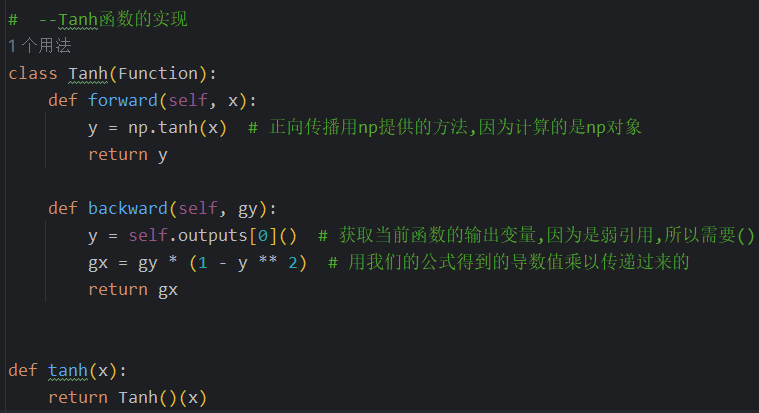 #  --Tanh函数的实现
1 个用法
class Tanh(Function):
    def forward(self, x):
        y = np.tanh(x)  # 正向传播用np提供的方法,因为计算的是np对象
        return y
    def backward(self, gy):
        y = self.outputs[0]()  # 获取当前函数的输出变量,因为是弱引用,所以需要()
        gx = gy * (1 - y ** 2)  # 用我们的公式得到的导数值乘以传递过来的
        return gx
def tanh(x):
    return Tanh()(x)